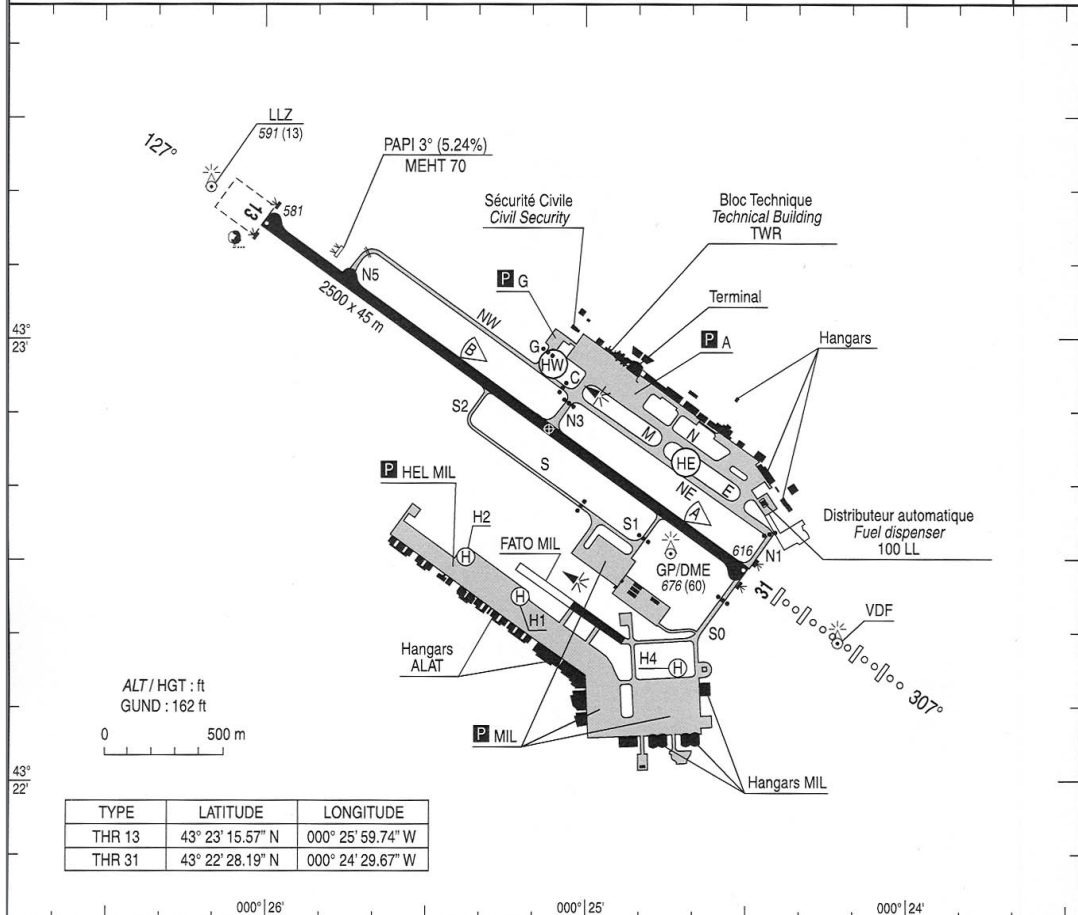 LLZ
591 (13)
127°
PAPI 3° (5.24%)
MEHT 70
13
581
Sécurité Civile
Civil Security
Bloc Technique
Technical Building
TWR
N5
P G
Terminal
2500 x 45 m
NW
43°
23'
P A
Hangars
B
G
HW
C
S2
N3
M
N
S
HE
P HEL MIL
NE
E
A
H2
S1
Distributeur automatique
Fuel dispenser
100 LL
FATO MIL
H
616
N1
GP/DME
676 (60)
31
H
H1
VDF
S0
Hangars
ALAT
H4
H
307°
ALT / HGT : ft
GUND : 162 ft
0 500 m
P MIL
43°
22'
Hangars MIL
TYPE LATITUDE LONGITUDE
THR 13 43° 23' 15.57" N 000° 25' 59.74" W
THR 31 43° 22' 28.19" N 000° 24' 29.67" W
000° 26' 000° 25' 000° 24'